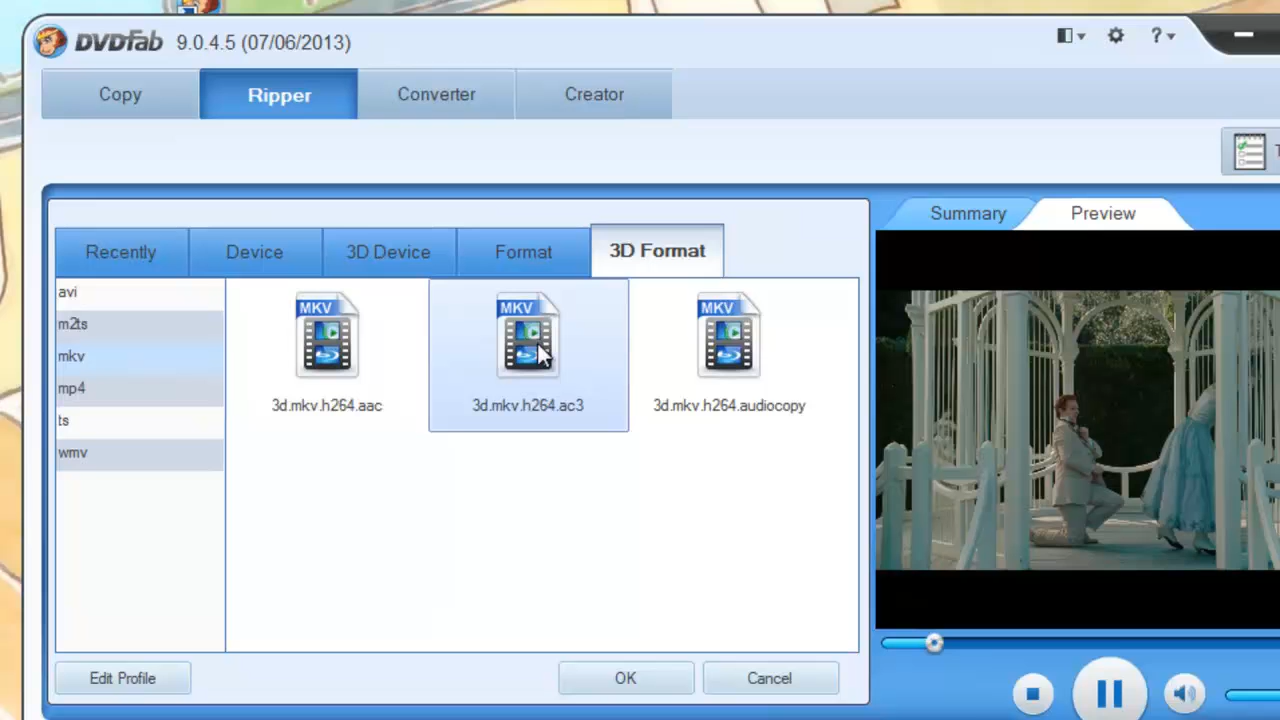 DVDFab 9.0.4.5 (07/06/2013)
?
Copy
Ripper
Converter
Creator
Recently
Device
3D Device
Format
3D Format
Summary
Preview
avi
m2ts
mkv
mp4
ts
wmv
MKV
MKV
MKV
3d.mkv.h264.aac
3d.mkv.h264.ac3
3d.mkv.h264.audiocopy
Edit Profile
OK
Cancel